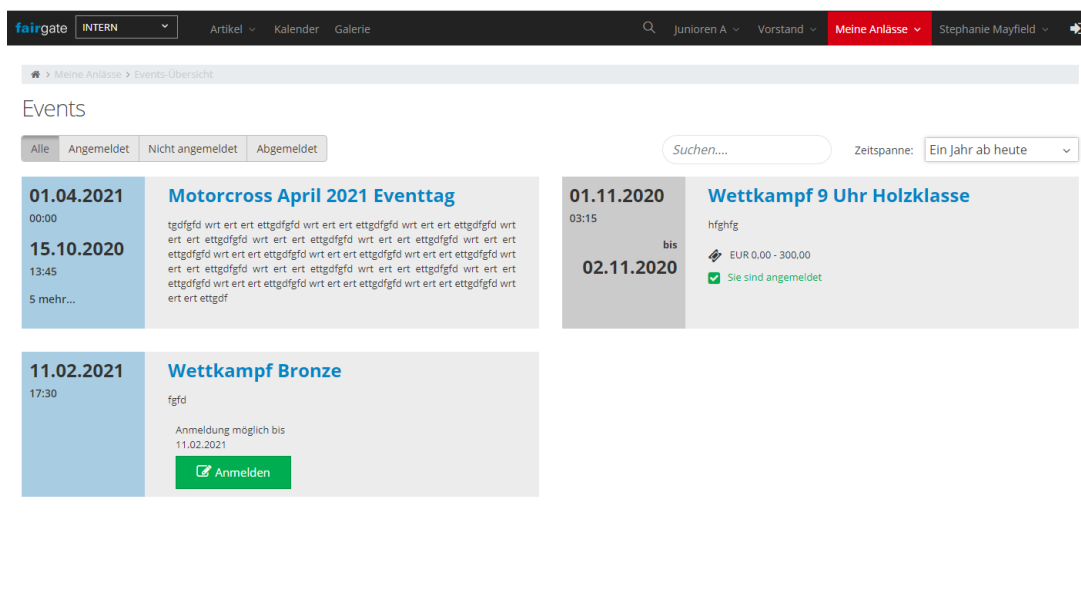 fairgate INTERN Artikel Kalender Galerie Junioren A Vorstand Meine Anlässe Stephanie Mayfield
> Meine Anlässe > Events-Übersicht
Events
Alle Angemeldet Nicht angemeldet Abgemeldet Suchen.... Zeitspanne: Ein Jahr ab heute
01.04.2021
00:00
15.10.2020
13:45
5 mehr...
Motorcross April 2021 Eventtag
tgdfgfd wrt ert ert ettgdfgfd wrt ert ert ettgdfgfd wrt ert ert ettgdfgfd wrt
ert ert ettgdfgfd wrt ert ert ettgdfgfd wrt ert ert ettgdfgfd wrt ert ert
ettgdfgfd wrt ert ert ettgdfgfd wrt ert ert ettgdfgfd wrt ert ert ettgdfgfd wrt
ert ert ettgdfgfd wrt ert ert ettgdfgfd wrt ert ert ettgdfgfd wrt ert ert
ettgdfgfd wrt ert ert ettgdfgfd wrt ert ert ettgdfgfd wrt ert ert ettgdfgfd wrt
ert ert ettgdf
01.11.2020
03:15
bis
02.11.2020
Wettkampf 9 Uhr Holzklasse
hfghfg
EUR 0,00 - 300.00
Sie sind angemeldet
11.02.2021
17:30
Wettkampf Bronze
fgfd
Anmeldung möglich bis
11.02.2021
Anmelden